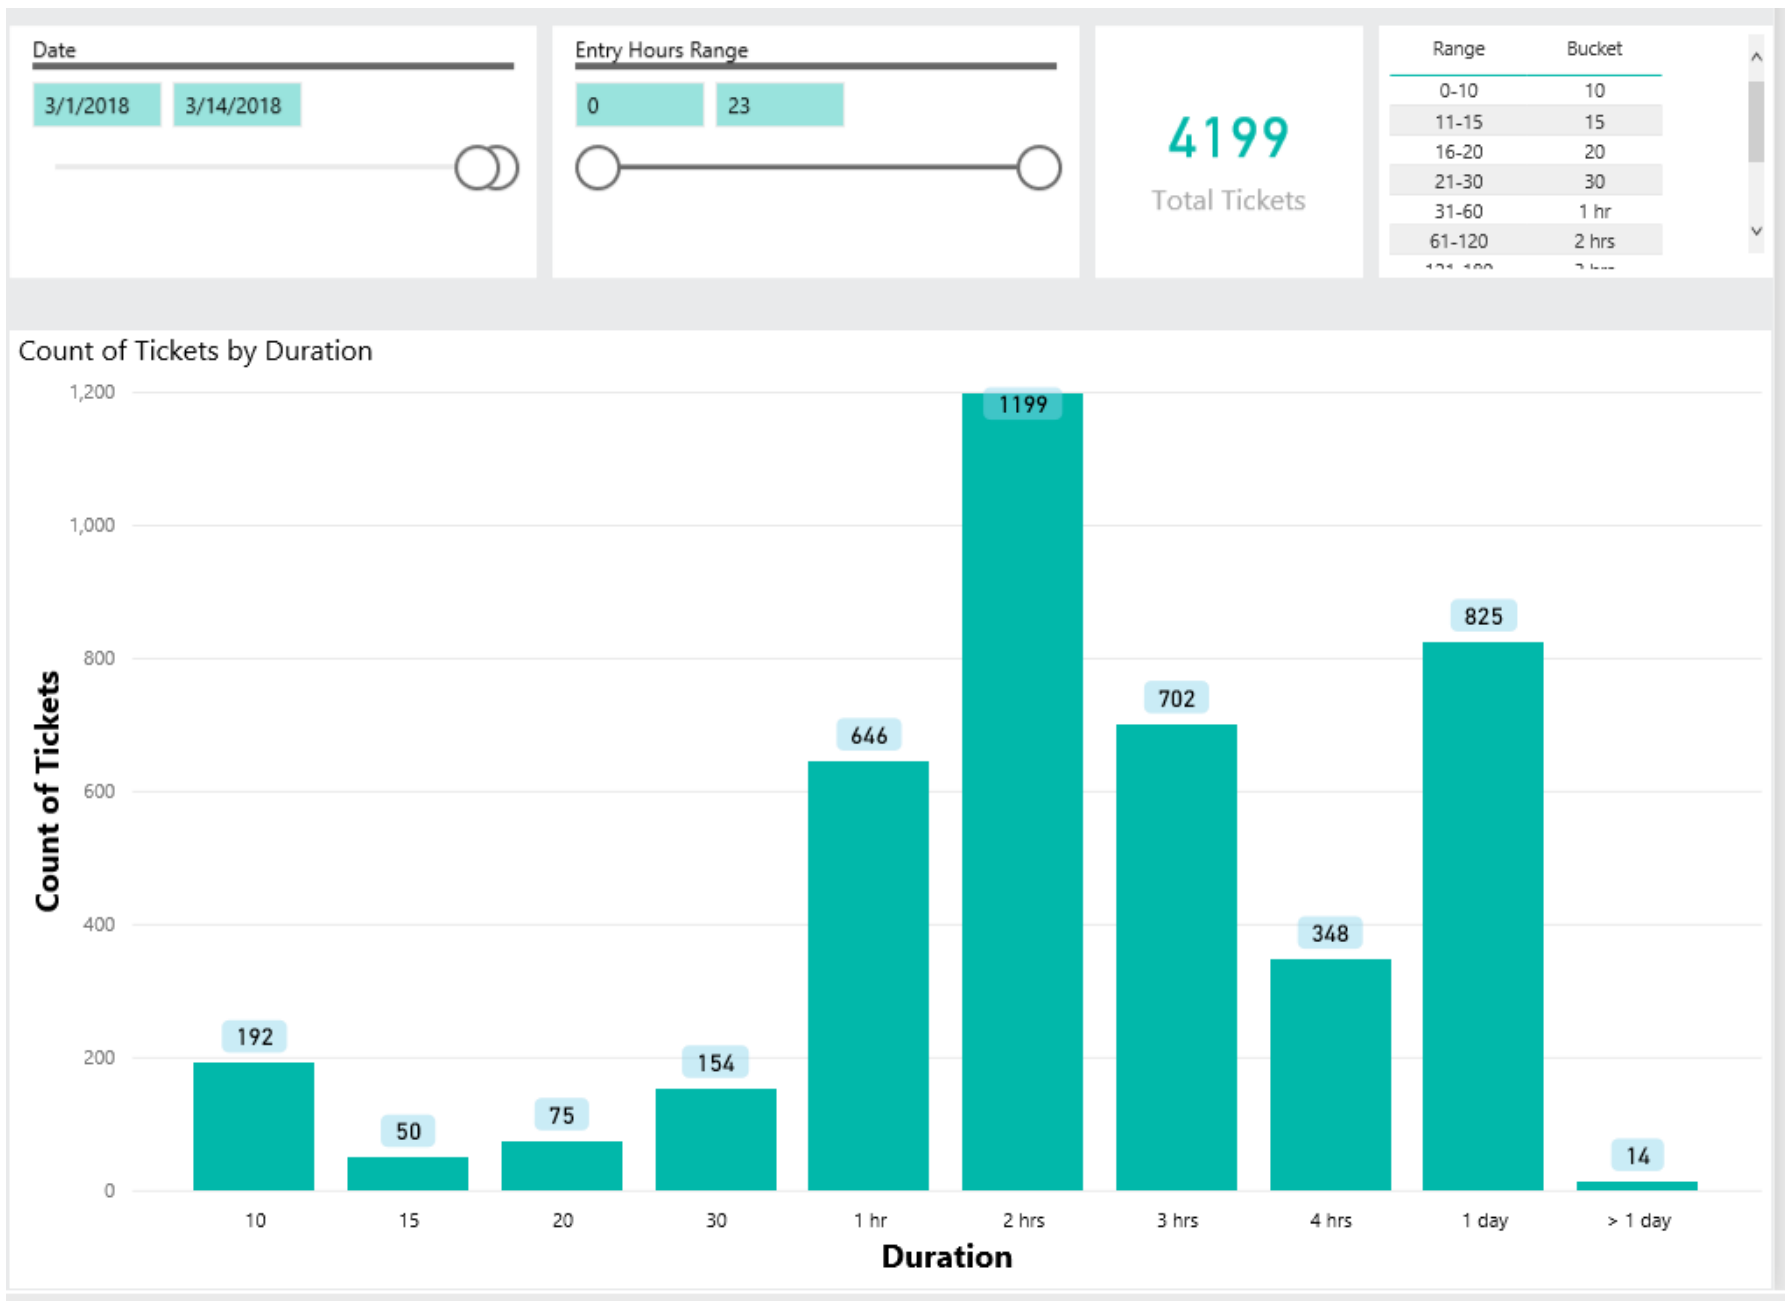 Date
3/1/2018 3/14/2018
Entry Hours Range
0 23
4199
Total Tickets
Range Bucket
0-10 10
11-15 15
16-20 20
21-30 30
31-60 1 hr
61-120 2 hrs
Count of Tickets by Duration
1,200
1,000
800
600
400
200
0
Count of Tickets
192
50
75
154
646
1199
702
348
825
14
10 15 20 30 1 hr 2 hrs 3 hrs 4 hrs 1 day > 1 day
Duration